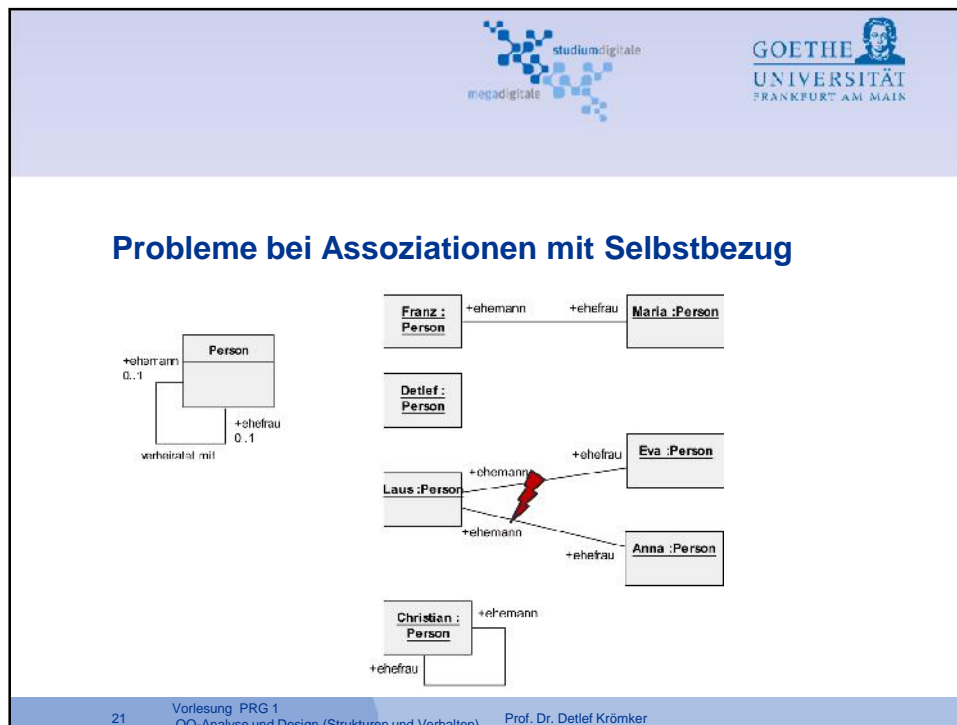 studiumdigitale
megadigitale
GOETHE
UNIVERSITÄT
FRANKFURT AM MAIN
Probleme bei Assoziationen mit Selbstbezug
Person
+ehemann
0..1
+ehefrau
0..1
verheiratet mit
Franz :
Person
+ehemann
+ehefrau
Maria :Person
Detlef :
Person
Laus :Person
+ehemann
+ehefrau
Eva :Person
+ehemann
+ehefrau
Anna :Person
Christian :
Person
+ehemann
+ehefrau
21
Vorlesung PRG 1
OO-Analyse und Design (Strukturen und Verhalten)
Prof. Dr. Detlef Krömker